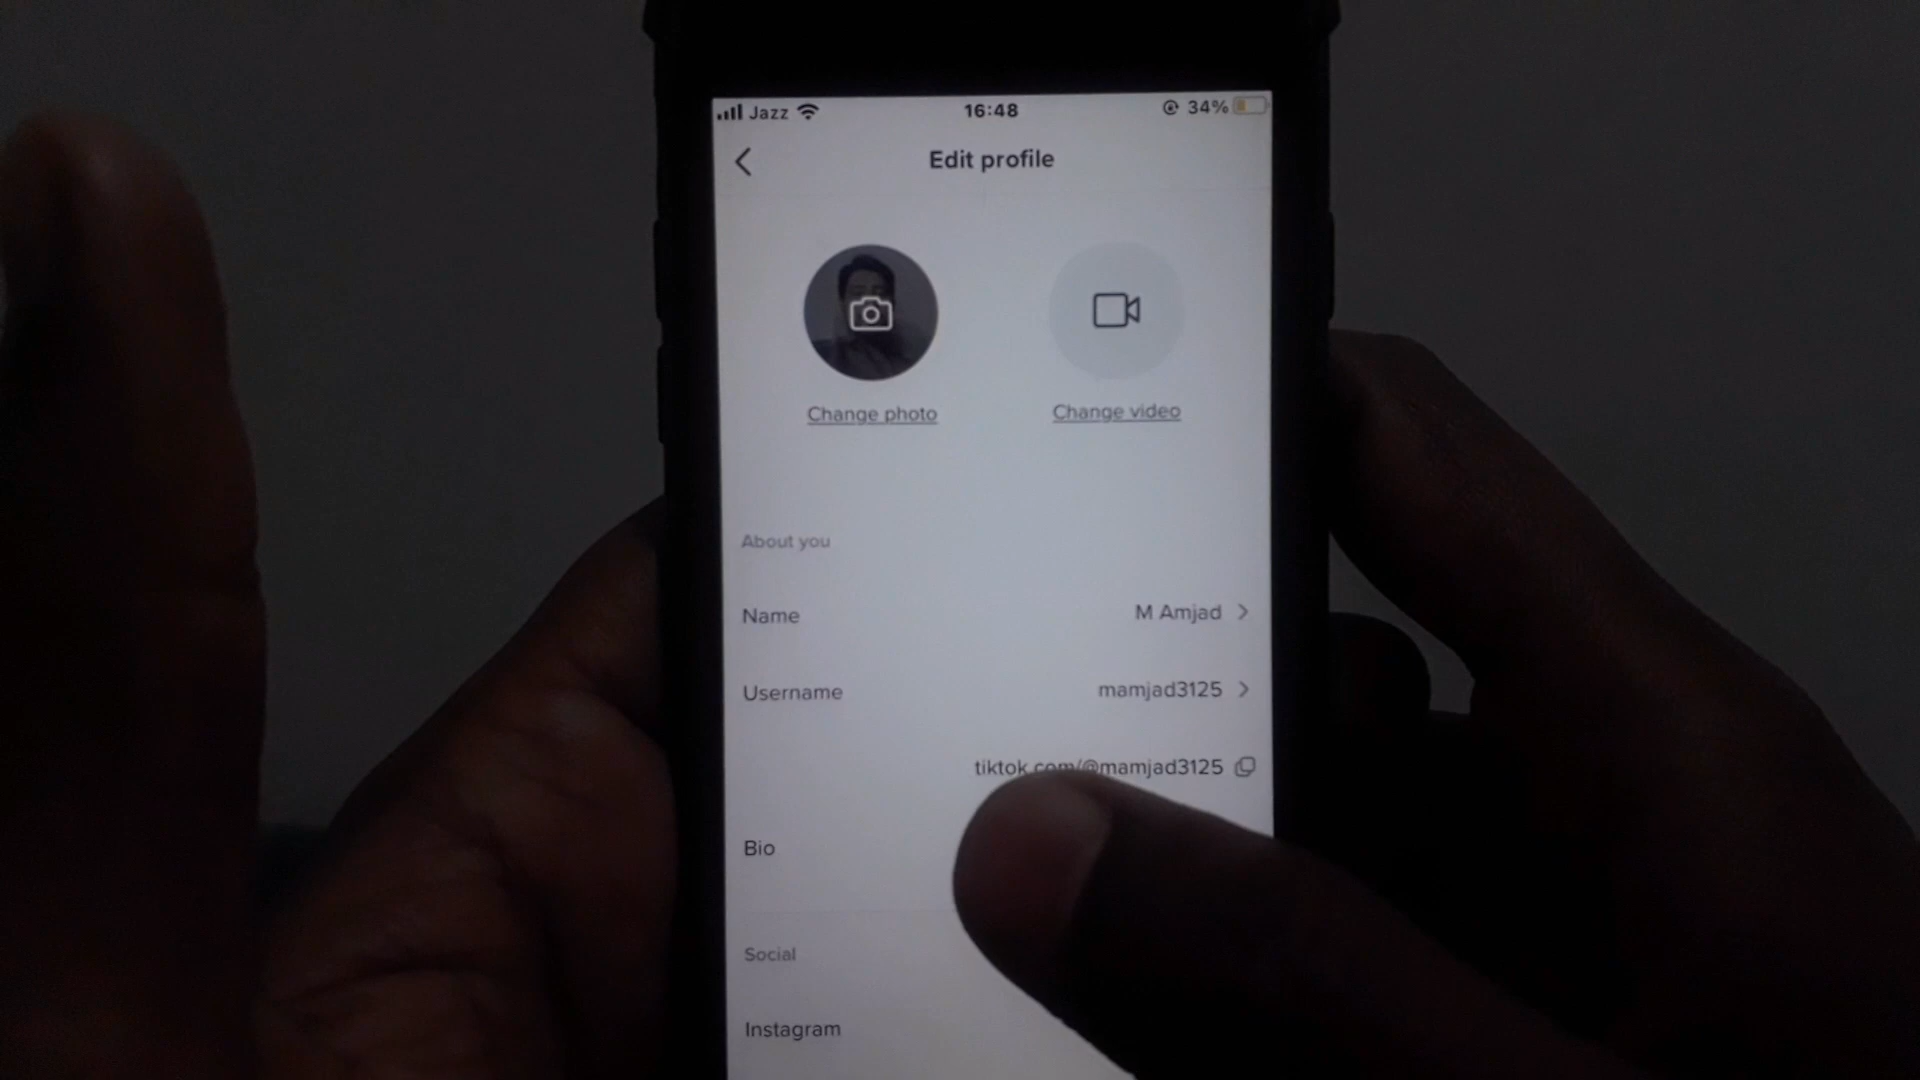 Jazz 16:48 34%
Edit profile
Change photo Change video
About you
Name M Amjad
Username mamjad3125
tiktok.com/@mamjad3125
Bio
Social
Instagram